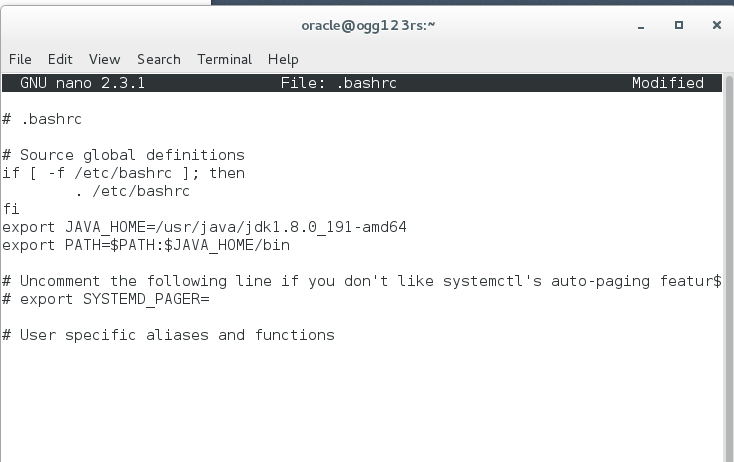 oracle@ogg123rs:~
File Edit View Search Terminal Help
GNU nano 2.3.1 File: .bashrc Modified
# .bashrc
# Source global definitions
if [ -f /etc/bashrc ]; then
. /etc/bashrc
fi
export JAVA_HOME=/usr/java/jdk1.8.0_191-amd64
export PATH=$PATH:$JAVA_HOME/bin
# Uncomment the following line if you don't like systemctl's auto-paging featur$
# export SYSTEMD_PAGER=
# User specific aliases and functions